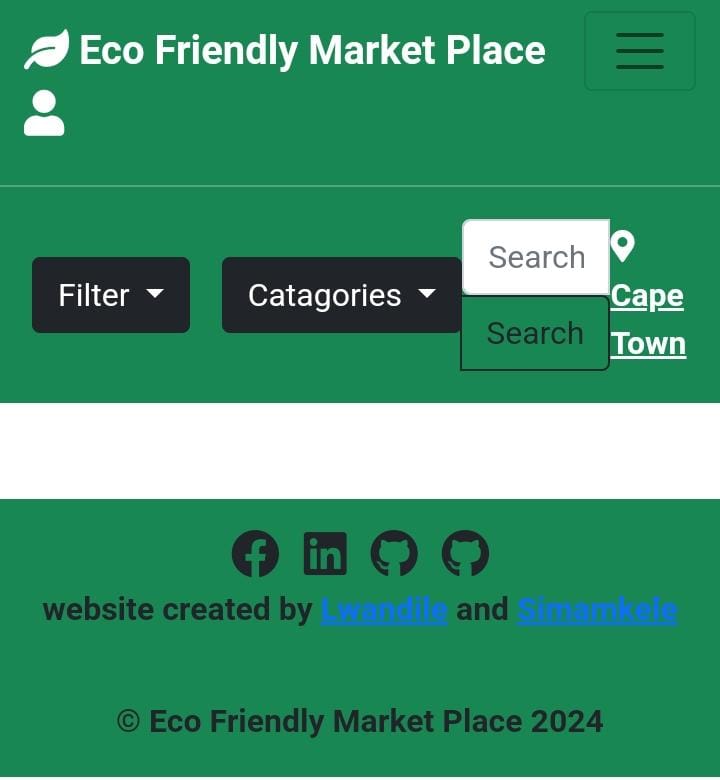 Eco Friendly Market Place
Filter
Catagories
Search
Search
Cape
Town
website created by Lwandile and Simamkele
© Eco Friendly Market Place 2024